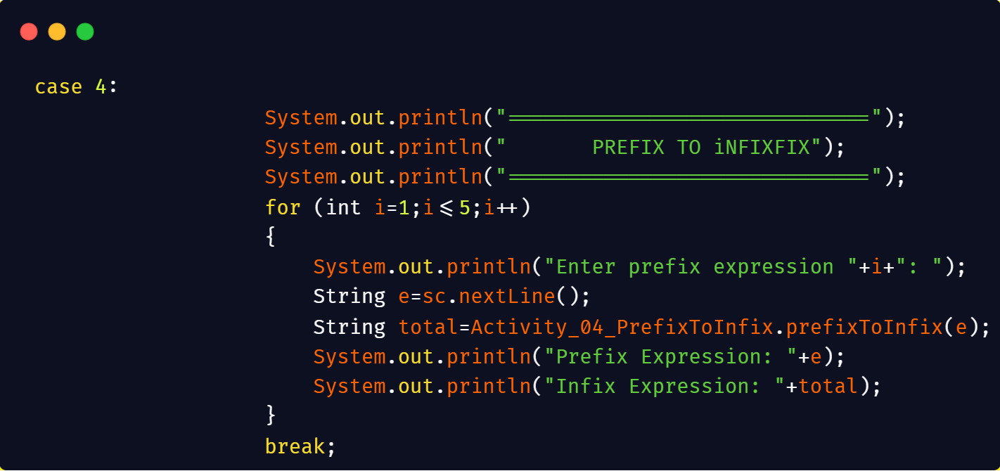 case 4:
System.out.println("==============================");
System.out.println("       PREFIX TO iNFIXFIX");
System.out.println("==============================");
for (int i=1;i<=5;i++)
{
    System.out.println("Enter prefix expression "+i+": ");
    String e=sc.nextLine();
    String total=Activity_04_PrefixToInfix.prefixToInfix(e);
    System.out.println("Prefix Expression: "+e);
    System.out.println("Infix Expression: "+total);
}
break;